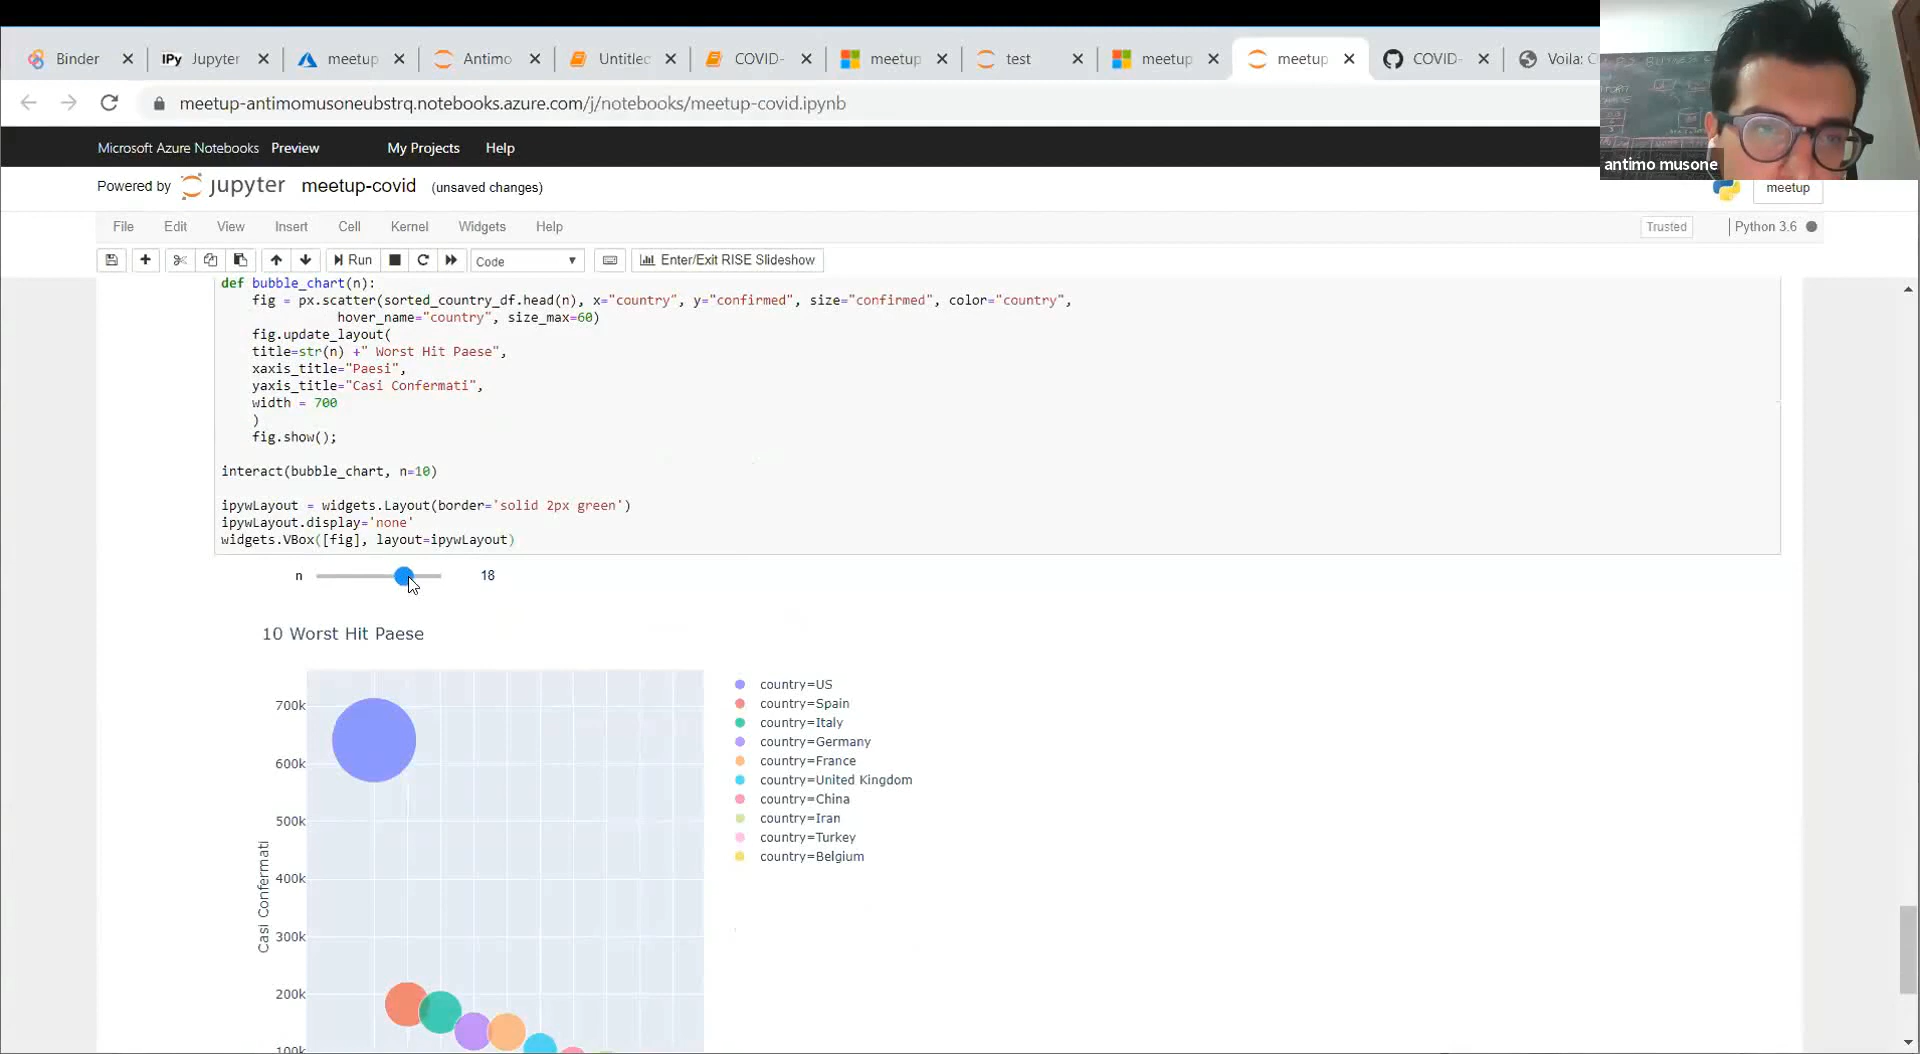 Binder
IPy Jupyter
meetup
Antimo
Untitled
COVID-
meetup
test
meetup
meetup
COVID-
Voila: C
meetup-antimomusoneubstrq.notebooks.azure.com/j/notebooks/meetup-covid.ipynb
antimo musone
Microsoft Azure Notebooks Preview My Projects Help
Powered by jupyter meetup-covid (unsaved changes)
meetup
File Edit View Insert Cell Kernel Widgets Help
Trusted
Python 3.6
Run
Code
Enter/Exit RISE Slideshow
def bubble_chart(n):
fig = px.scatter(sorted_country_df.head(n), x="country", y="confirmed", size="confirmed", color="country",
hover_name="country", size_max=60)
fig.update_layout(
title=str(n) +" Worst Hit Paese",
xaxis_title="Paesi",
yaxis_title="Casi Confermati",
width = 700
)
fig.show();
interact(bubble_chart, n=10)
ipywLayout = widgets.Layout(border='solid 2px green')
ipywLayout.display='none'
widgets.VBox([fig], layout=ipywLayout)
n 18
10 Worst Hit Paese
700k
600k
500k
400k
300k
200k
100k
Casi Confermati
country=US
country=Spain
country=Italy
country=Germany
country=France
country=United Kingdom
country=China
country=Iran
country=Turkey
country=Belgium